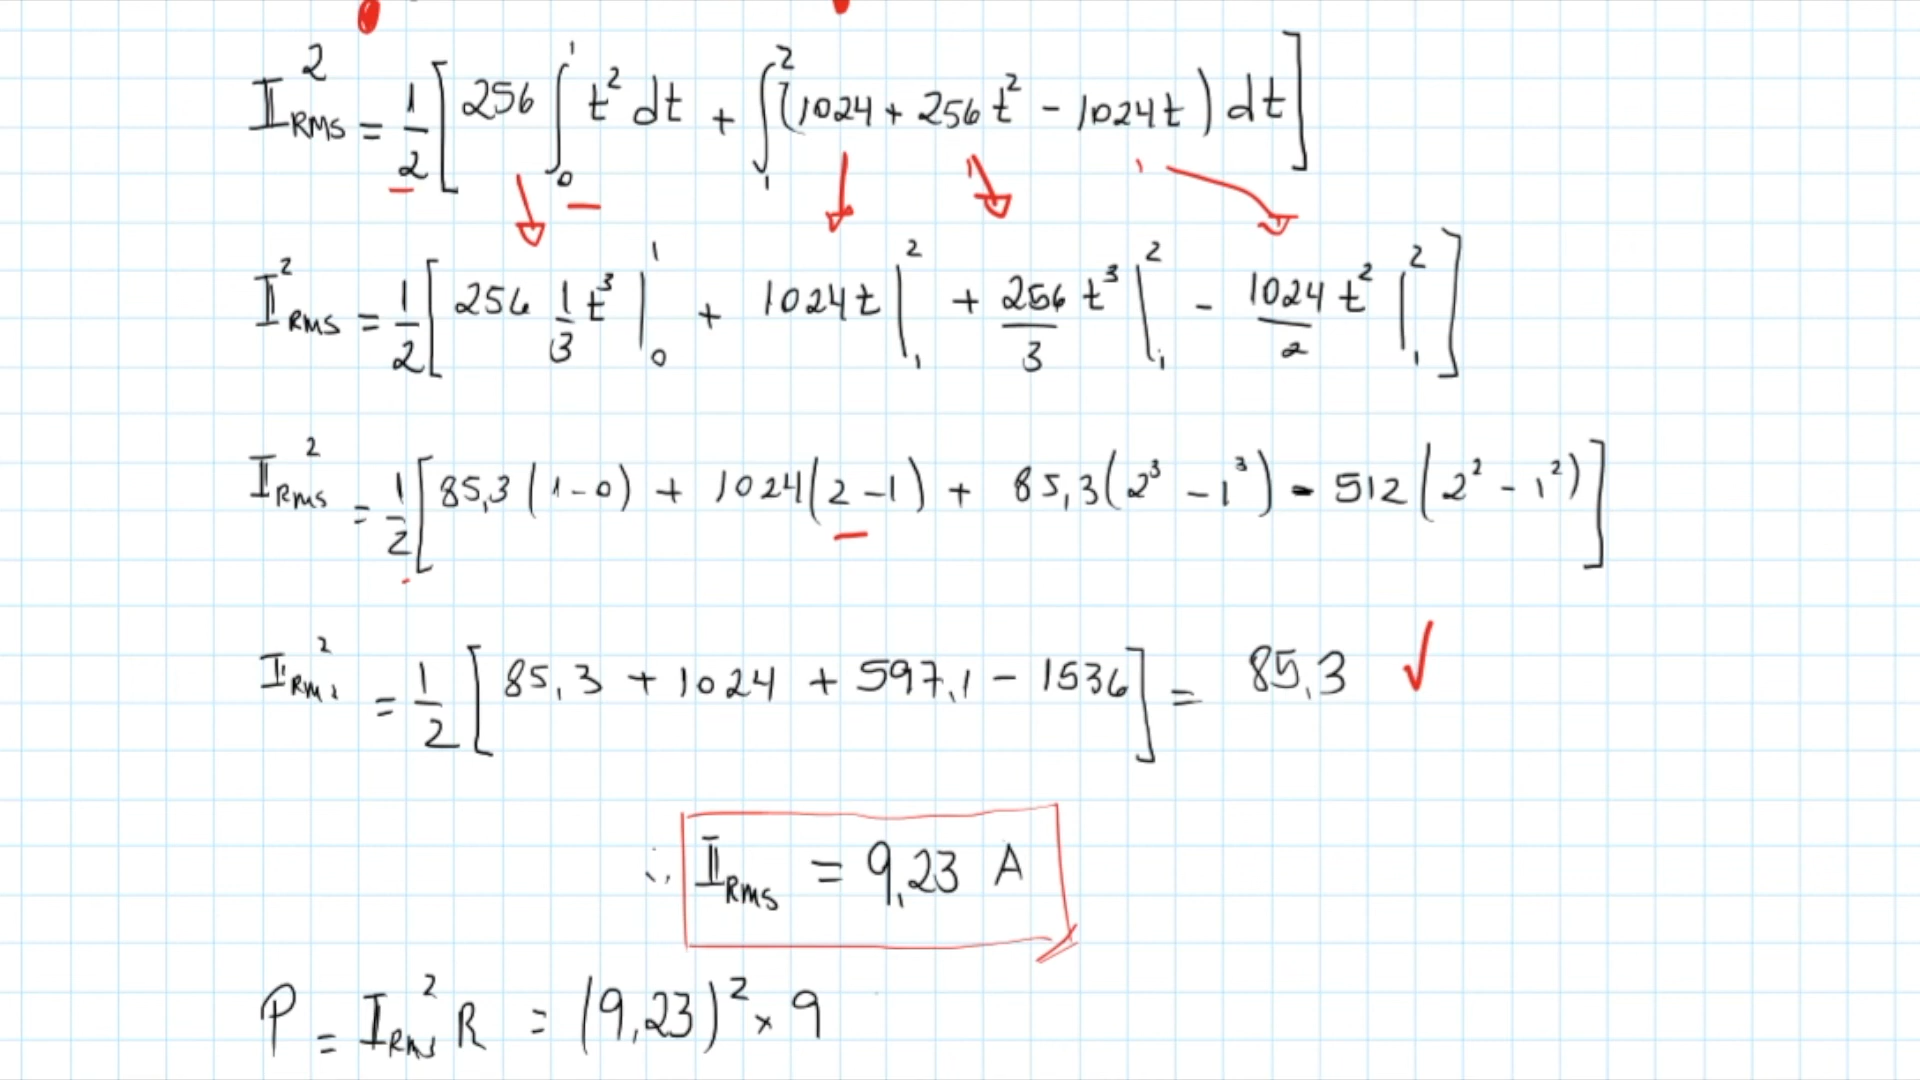 I²RMS = 1/2 [ 256 ∫₀¹ t² dt + ∫₁² (1024 + 256 t² - 1024t) dt ]
I²RMS = 1/2 [ 256 1/3 t³ |₀¹ + 1024t |₁² + 256/3 t³ |₁² - 1024/2 t² |₁² ]
I²RMS = 1/2 [ 85,3 (1-0) + 1024(2-1) + 85,3(2³ - 1³) - 512(2² - 1²) ]
I²RMS = 1/2 [ 85,3 + 1024 + 597,1 - 1536 ] = 85,3 ✓
∴ IRMS = 9,23 A
P = I²RMS R = (9,23)² × 9